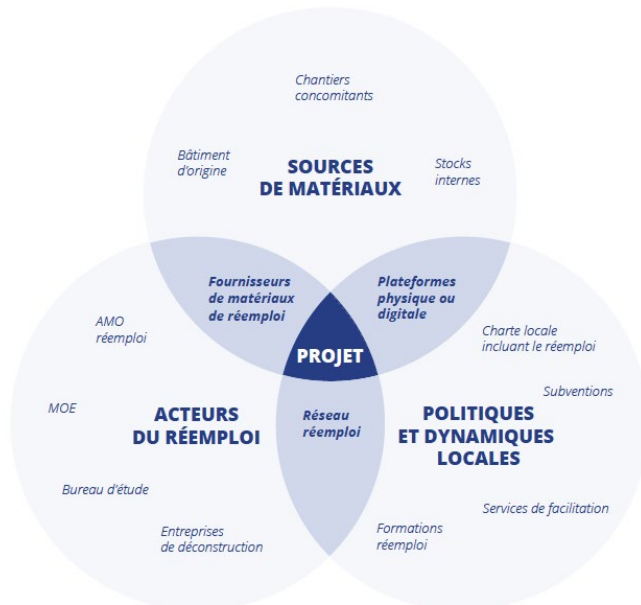 Chantiers
concomitants
Bâtiment
d'origine
SOURCES
DE MATÉRIAUX
Stocks
internes
Fournisseurs
de matériaux
de réemploi
Plateformes
physique ou
digitale
PROJET
AMO
réemploi
MOE
ACTEURS
DU RÉEMPLOI
Bureau d'étude
Entreprises
de déconstruction
Réseau
réemploi
Charte locale
incluant le réemploi
Subventions
POLITIQUES
ET DYNAMIQUES
LOCALES
Services de facilitation
Formations
réemploi